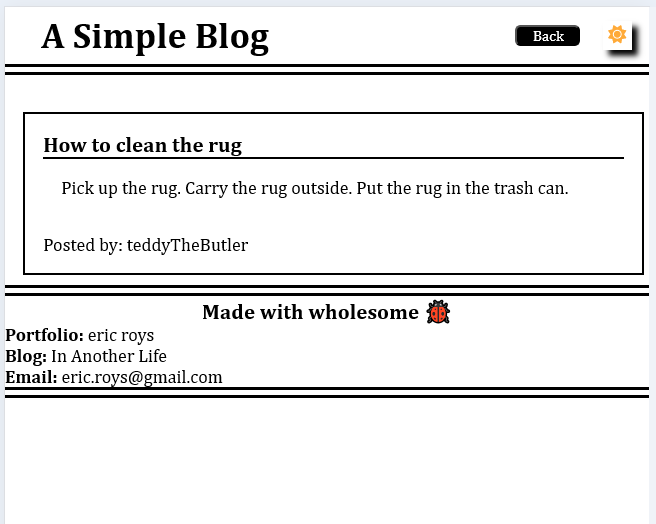 A Simple Blog
Back
How to clean the rug
Pick up the rug. Carry the rug outside. Put the rug in the trash can.
Posted by: teddyTheButler
Made with wholesome
Portfolio: eric roys
Blog: In Another Life
Email: eric.roys@gmail.com